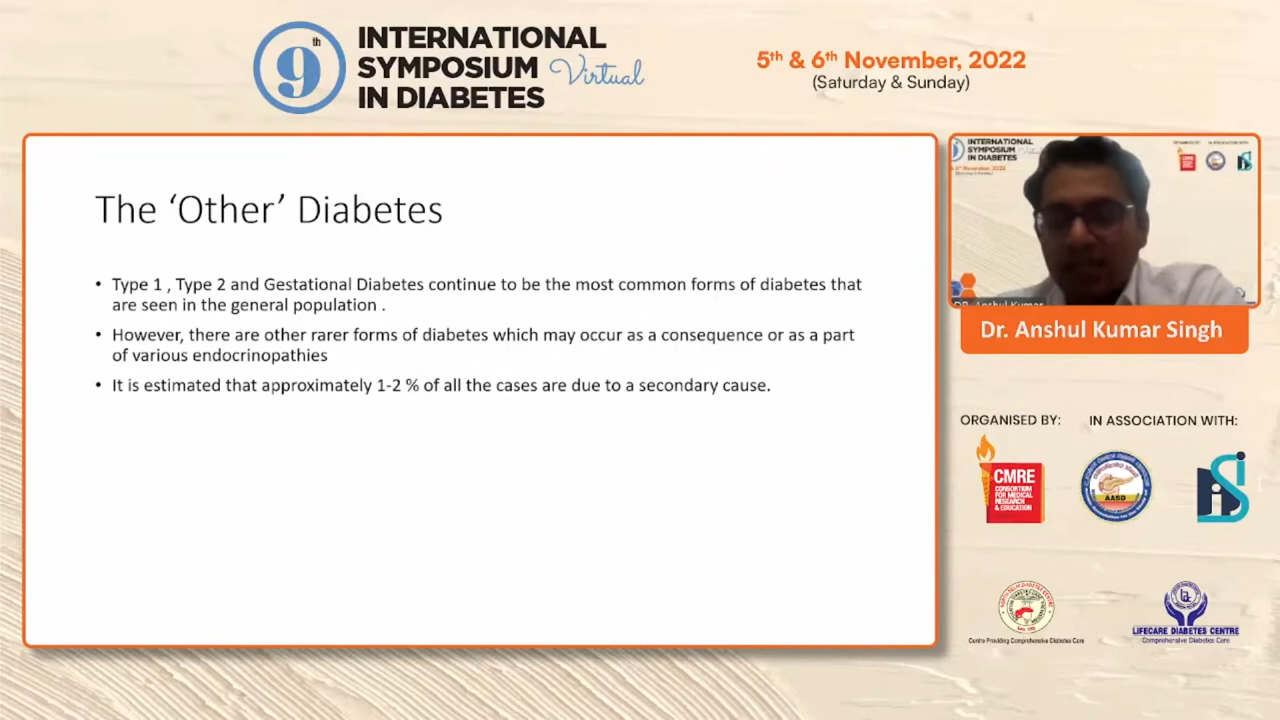 9th
INTERNATIONAL
SYMPOSIUM Virtual
IN DIABETES
5th & 6th November, 2022
(Saturday & Sunday)
The ‘Other’ Diabetes
• Type 1 , Type 2 and Gestational Diabetes continue to be the most common forms of diabetes that
are seen in the general population .
• However, there are other rarer forms of diabetes which may occur as a consequence or as a part
of various endocrinopathies
• It is estimated that approximately 1-2 % of all the cases are due to a secondary cause.
INTERNATIONAL
SYMPOSIUM
IN DIABETES
DR. Anshul Kumar
Dr. Anshul Kumar Singh
ORGANISED BY:
IN ASSOCIATION WITH:
CMRE
CONSORTIUM
FOR MEDICAL
RESEARCH
& EDUCATION
AASD
Centre Providing Comprehensive Diabetes Care
LIFECARE DIABETES CENTRE
Comprehensive Diabetes Care